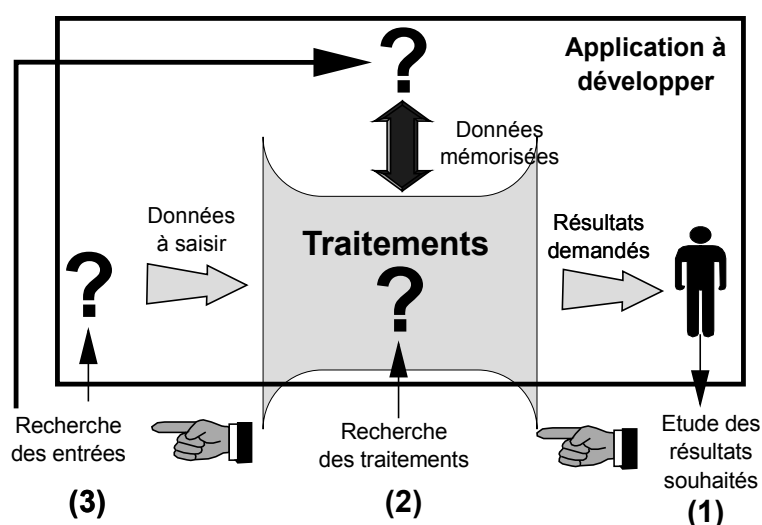 ?
Application à
développer
Données
mémorisées
Données
à saisir
?
Traitements
?
Résultats
demandés
Recherche
des entrées
(3)
Recherche
des traitements
(2)
Etude des
résultats
souhaités
(1)